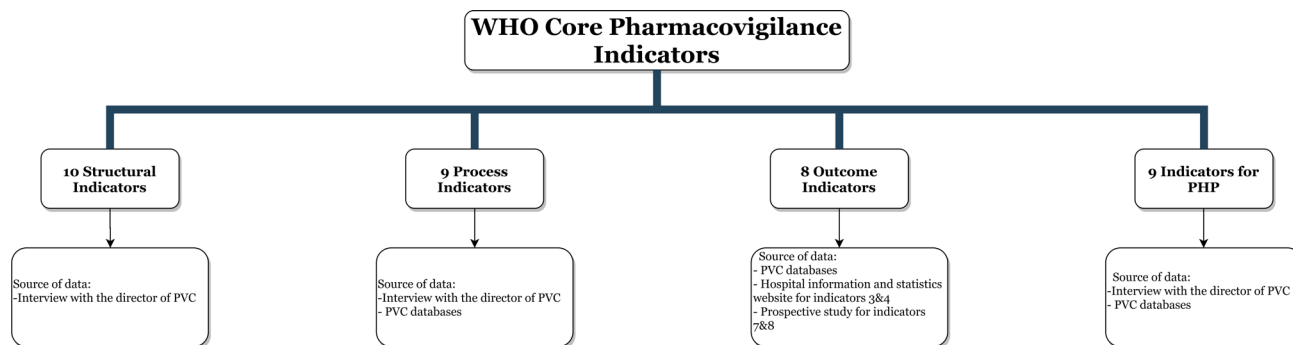 WHO Core Pharmacovigilance
Indicators
10 Structural
Indicators
9 Process
Indicators
8 Outcome
Indicators
9 Indicators for
PHP
Source of data:
-Interview with the director of PVC
Source of data:
-Interview with the director of PVC
- PVC databases
Source of data:
- PVC databases
- Hospital information and statistics
website for indicators 3&4
- Prospective study for indicators
7&8
Source of data:
-Interview with the director of PVC
- PVC databases